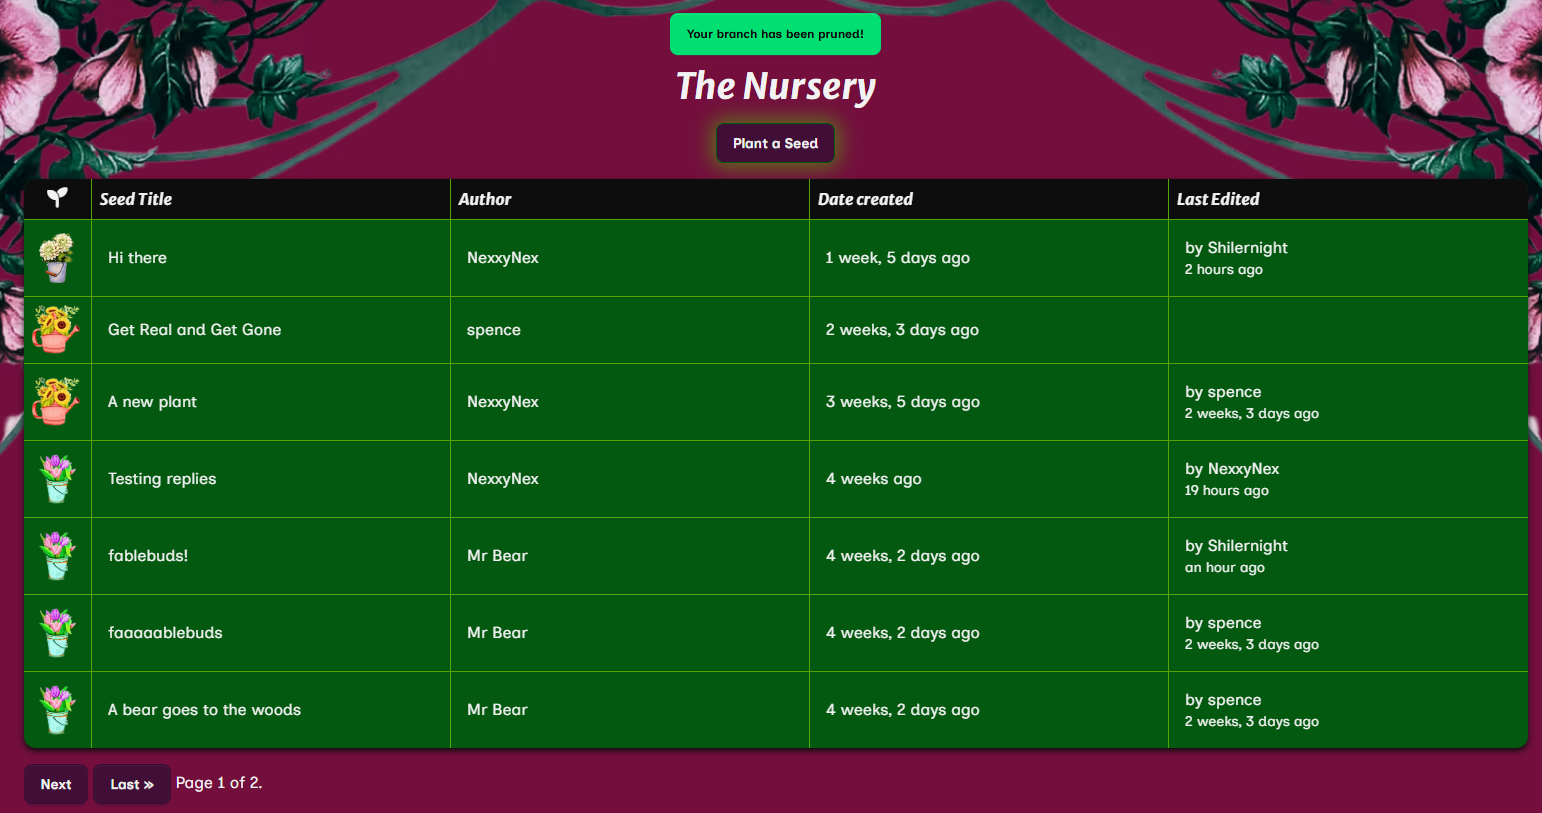 Your branch has been pruned!
The Nursery
Plant a Seed
Seed Title Author Date created Last Edited
Hi there NexxyNex 1 week, 5 days ago by Shilernight
2 hours ago
Get Real and Get Gone spence 2 weeks, 3 days ago
A new plant NexxyNex 3 weeks, 5 days ago by spence
2 weeks, 3 days ago
Testing replies NexxyNex 4 weeks ago by NexxyNex
19 hours ago
fablebuds! Mr Bear 4 weeks, 2 days ago by Shilernight
an hour ago
faaaaablebuds Mr Bear 4 weeks, 2 days ago by spence
2 weeks, 3 days ago
A bear goes to the woods Mr Bear 4 weeks, 2 days ago by spence
2 weeks, 3 days ago
Next Last » Page 1 of 2.